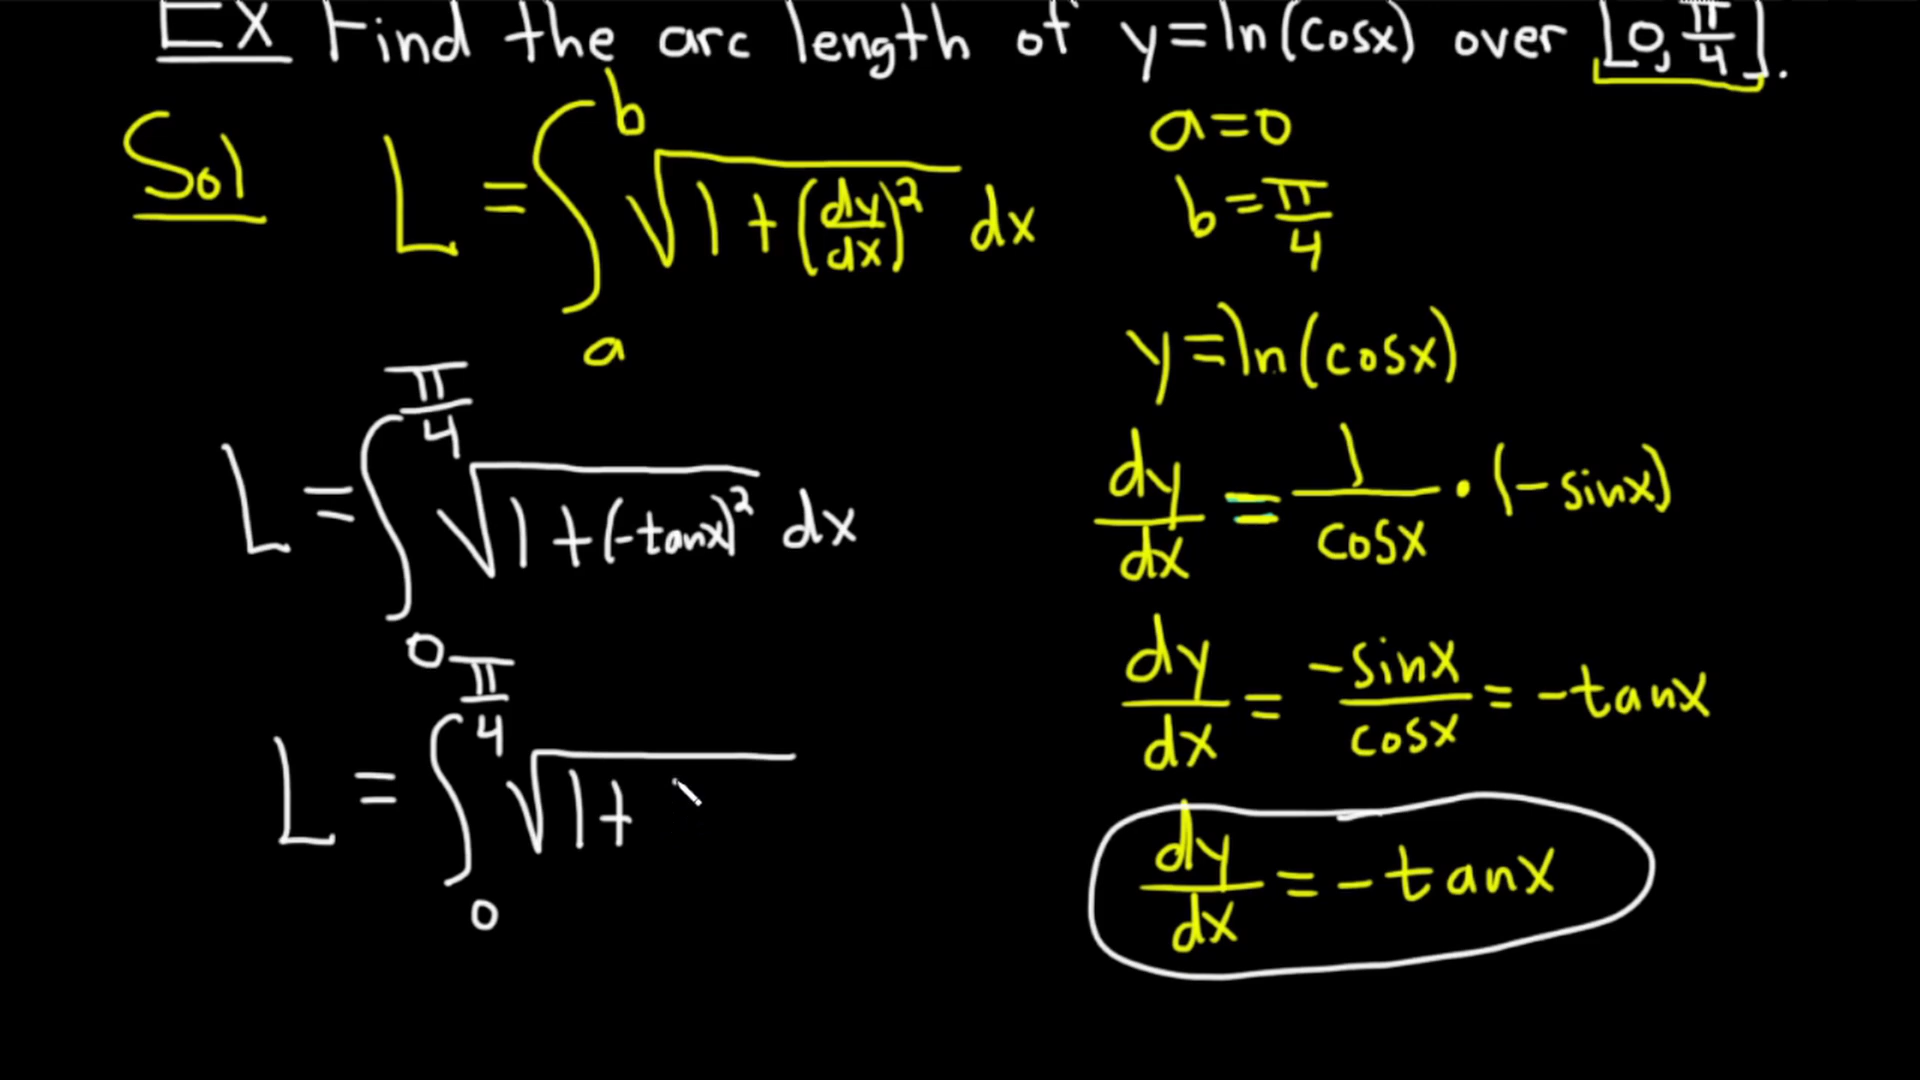 EX Find the arc length of y=ln(cosx) over [0, π/4].
Sol L = ∫_a^b √(1+(dy/dx)²) dx
a=0
b=π/4
y=ln(cosx)
dy/dx = 1/cosx · (-sinx)
dy/dx = -sinx/cosx = -tanx
dy/dx = -tanx
L = ∫_0^π/4 √(1+(-tanx)²) dx
L = ∫_0^π/4 √(1+